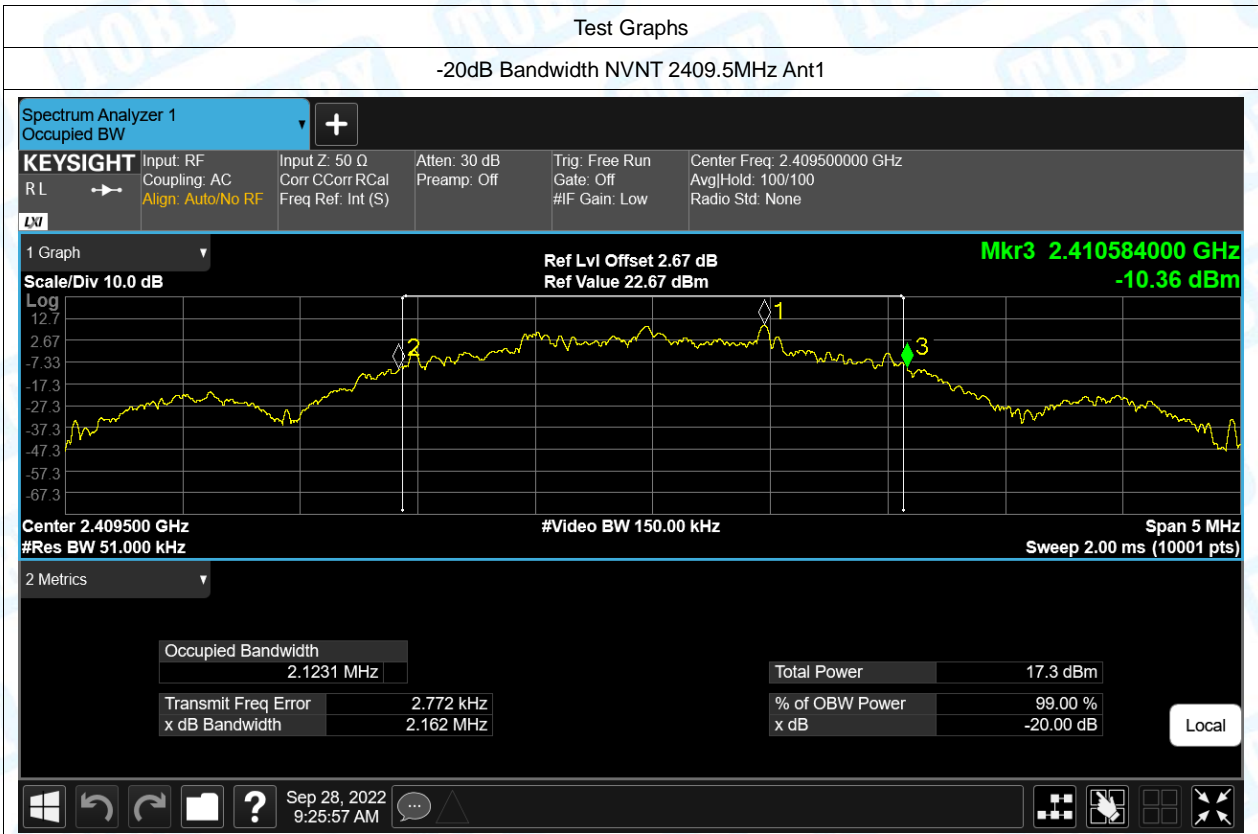 Test Graphs
-20dB Bandwidth NVNT 2409.5MHz Ant1
Spectrum Analyzer 1
Occupied BW
KEYSIGHT Input: RF Input Z: 50 Ω Atten: 30 dB Trig: Free Run Center Freq: 2.409500000 GHz
RL Coupling: AC Corr CCorr RCal Preamp: Off Gate: Off Avg|Hold: 100/100
Align: Auto/No RF Freq Ref: Int (S) #IF Gain: Low Radio Std: None
LXI
1 Graph Ref Lvl Offset 2.67 dB Mkr3 2.410584000 GHz
Scale/Div 10.0 dB Ref Value 22.67 dBm -10.36 dBm
Log
12.7 1
2.67 2 3
-7.33
-17.3
-27.3
-37.3
-47.3
-57.3
-67.3
Center 2.409500 GHz #Video BW 150.00 kHz Span 5 MHz
#Res BW 51.000 kHz Sweep 2.00 ms (10001 pts)
2 Metrics
Occupied Bandwidth
2.1231 MHz Total Power 17.3 dBm
Transmit Freq Error 2.772 kHz % of OBW Power 99.00 %
x dB Bandwidth 2.162 MHz x dB -20.00 dB
Local
? Sep 28, 2022
9:25:57 AM
TOBY